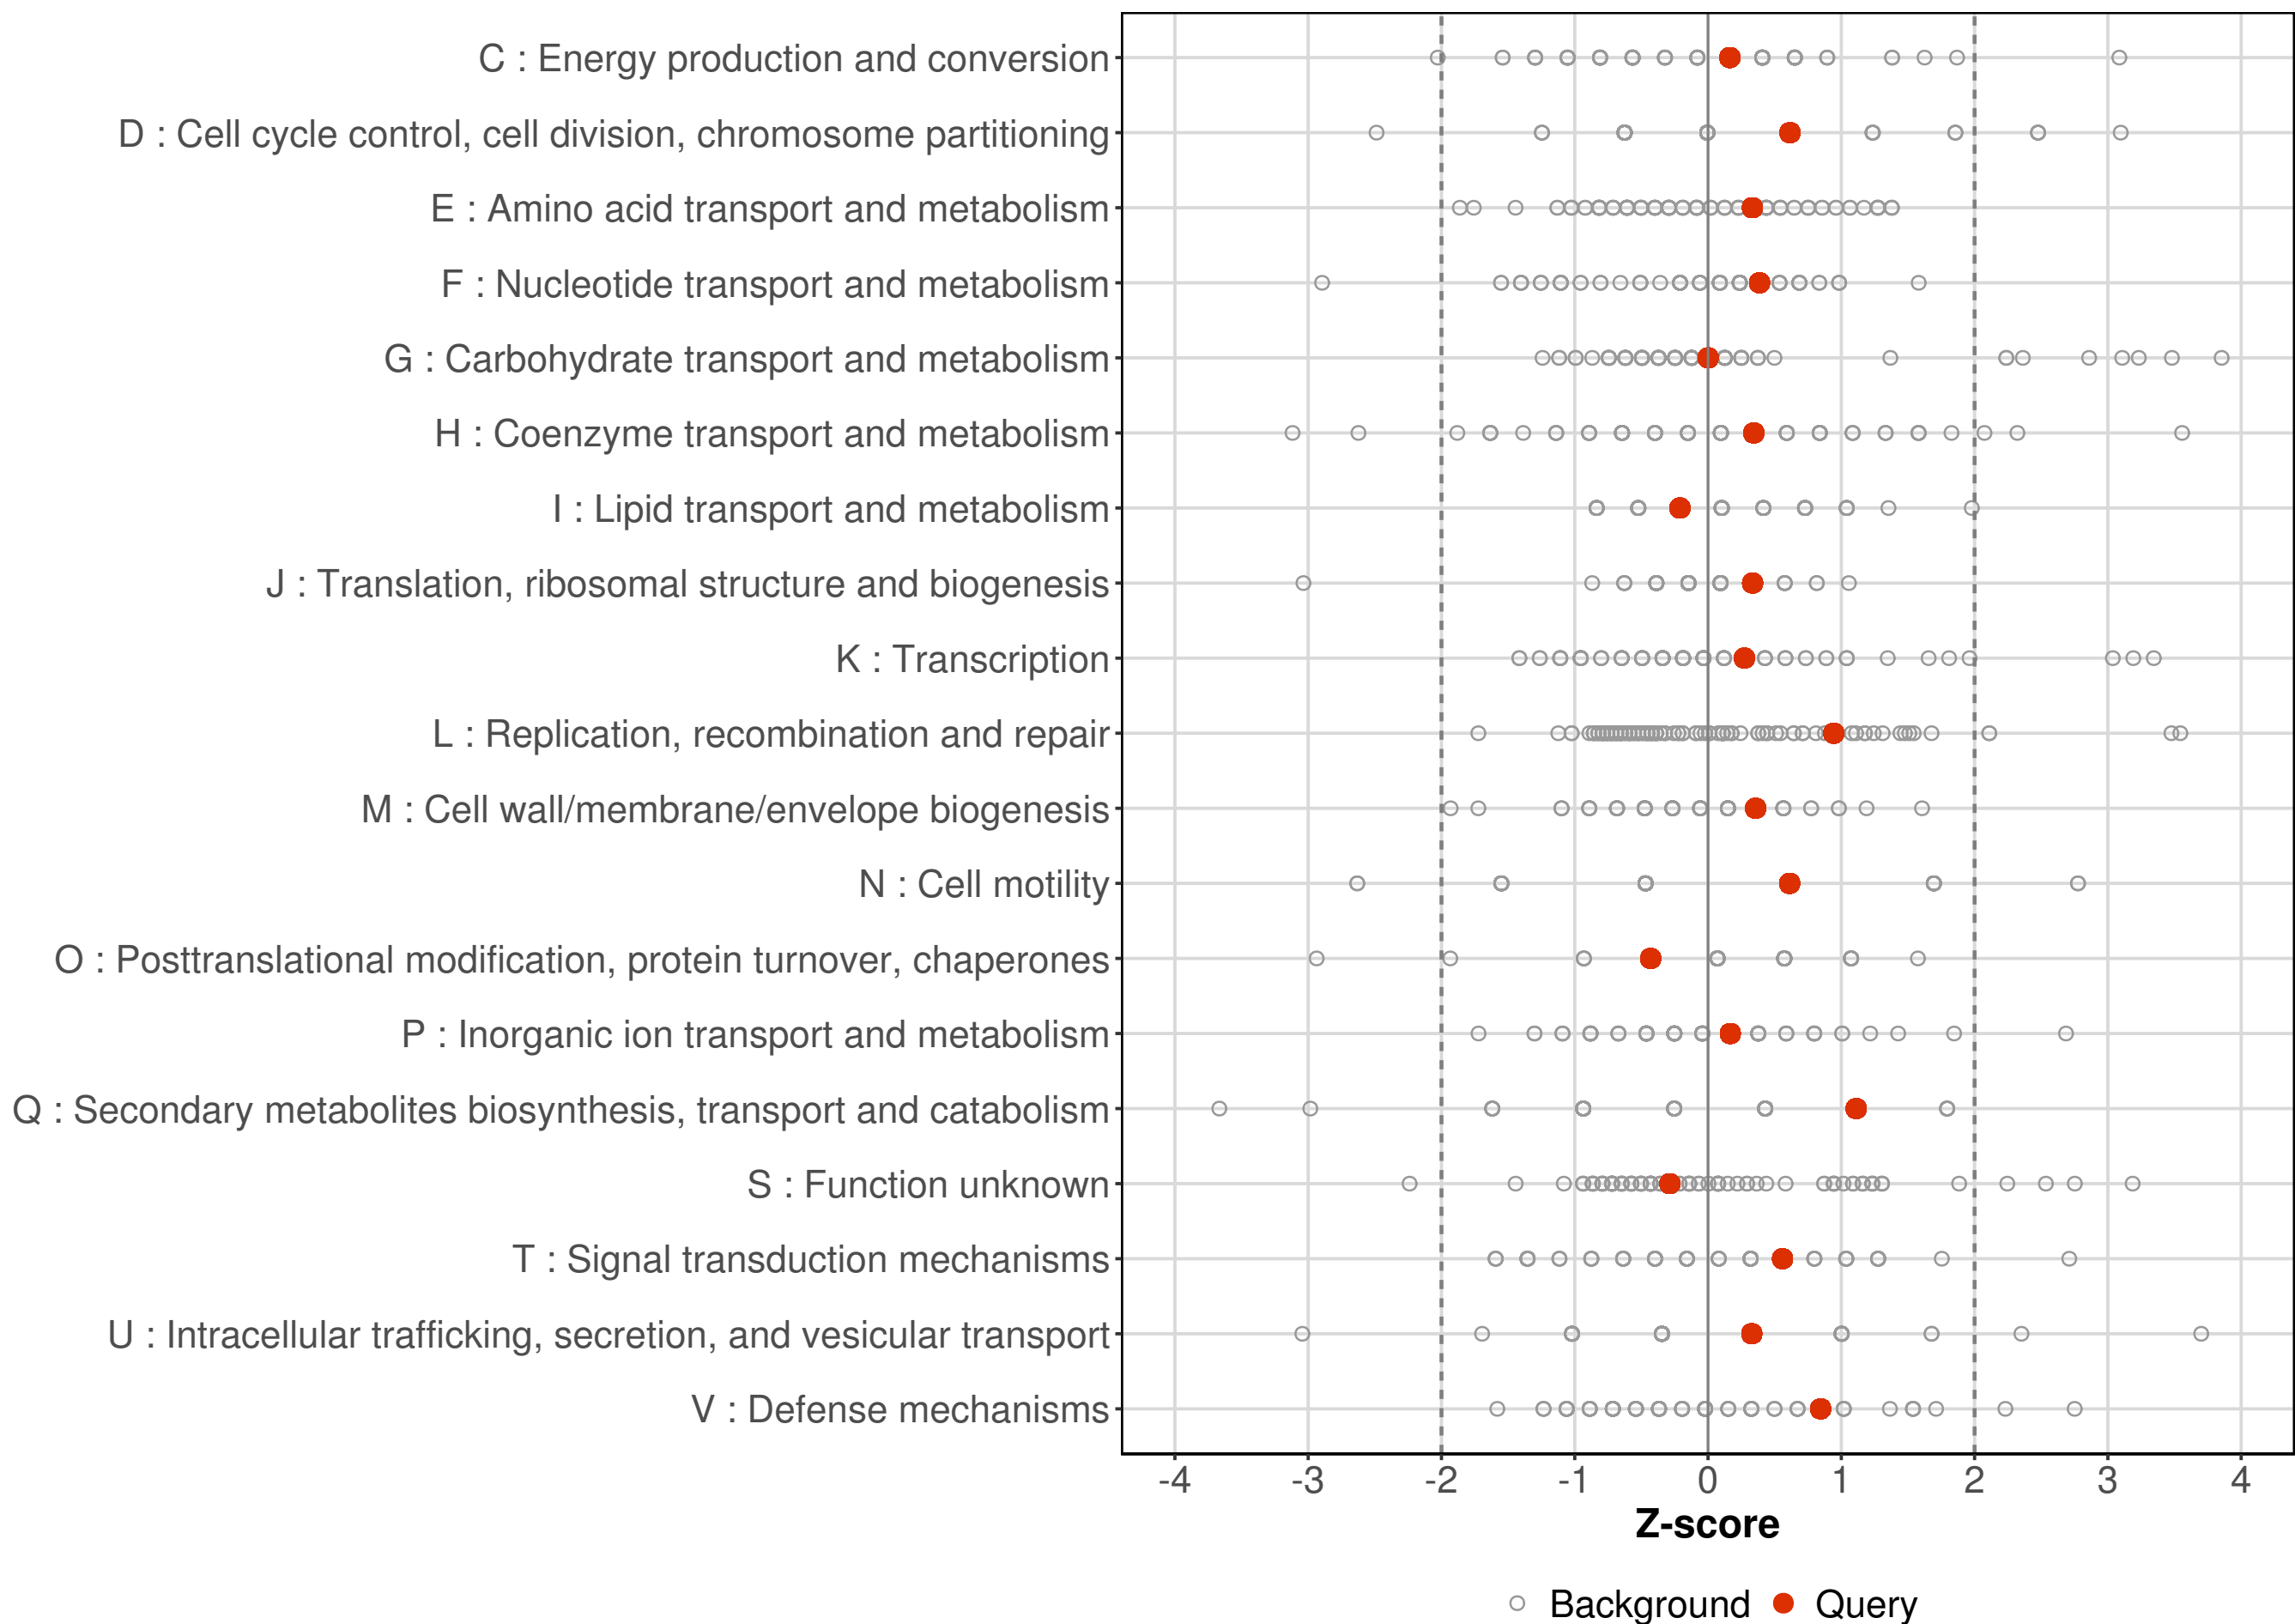 C : Energy production and conversion
D : Cell cycle control, cell division, chromosome partitioning
E : Amino acid transport and metabolism
F : Nucleotide transport and metabolism
G : Carbohydrate transport and metabolism
H : Coenzyme transport and metabolism
I : Lipid transport and metabolism
J : Translation, ribosomal structure and biogenesis
K : Transcription
L : Replication, recombination and repair
M : Cell wall/membrane/envelope biogenesis
N : Cell motility
O : Posttranslational modification, protein turnover, chaperones
P : Inorganic ion transport and metabolism
Q : Secondary metabolites biosynthesis, transport and catabolism
S : Function unknown
T : Signal transduction mechanisms
U : Intracellular trafficking, secretion, and vesicular transport
V : Defense mechanisms
-4 -3 -2 -1 0 1 2 3 4
Z-score
Background Query